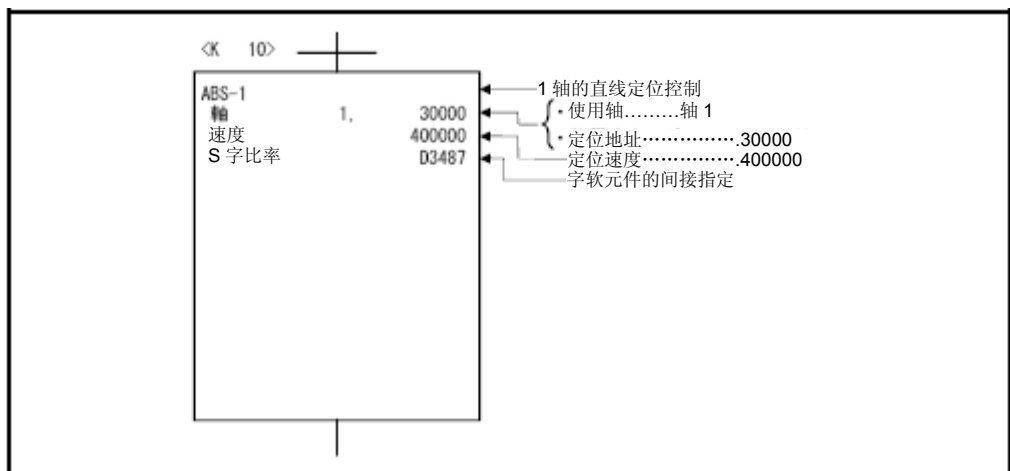 <K 10>
ABS-1
軸 1, 30000
速度 400000
S 字比率 D3487
1 轴的直线定位控制
・使用轴………轴 1
・定位地址…………….30000
定位速度…………….400000
字软元件的间接指定